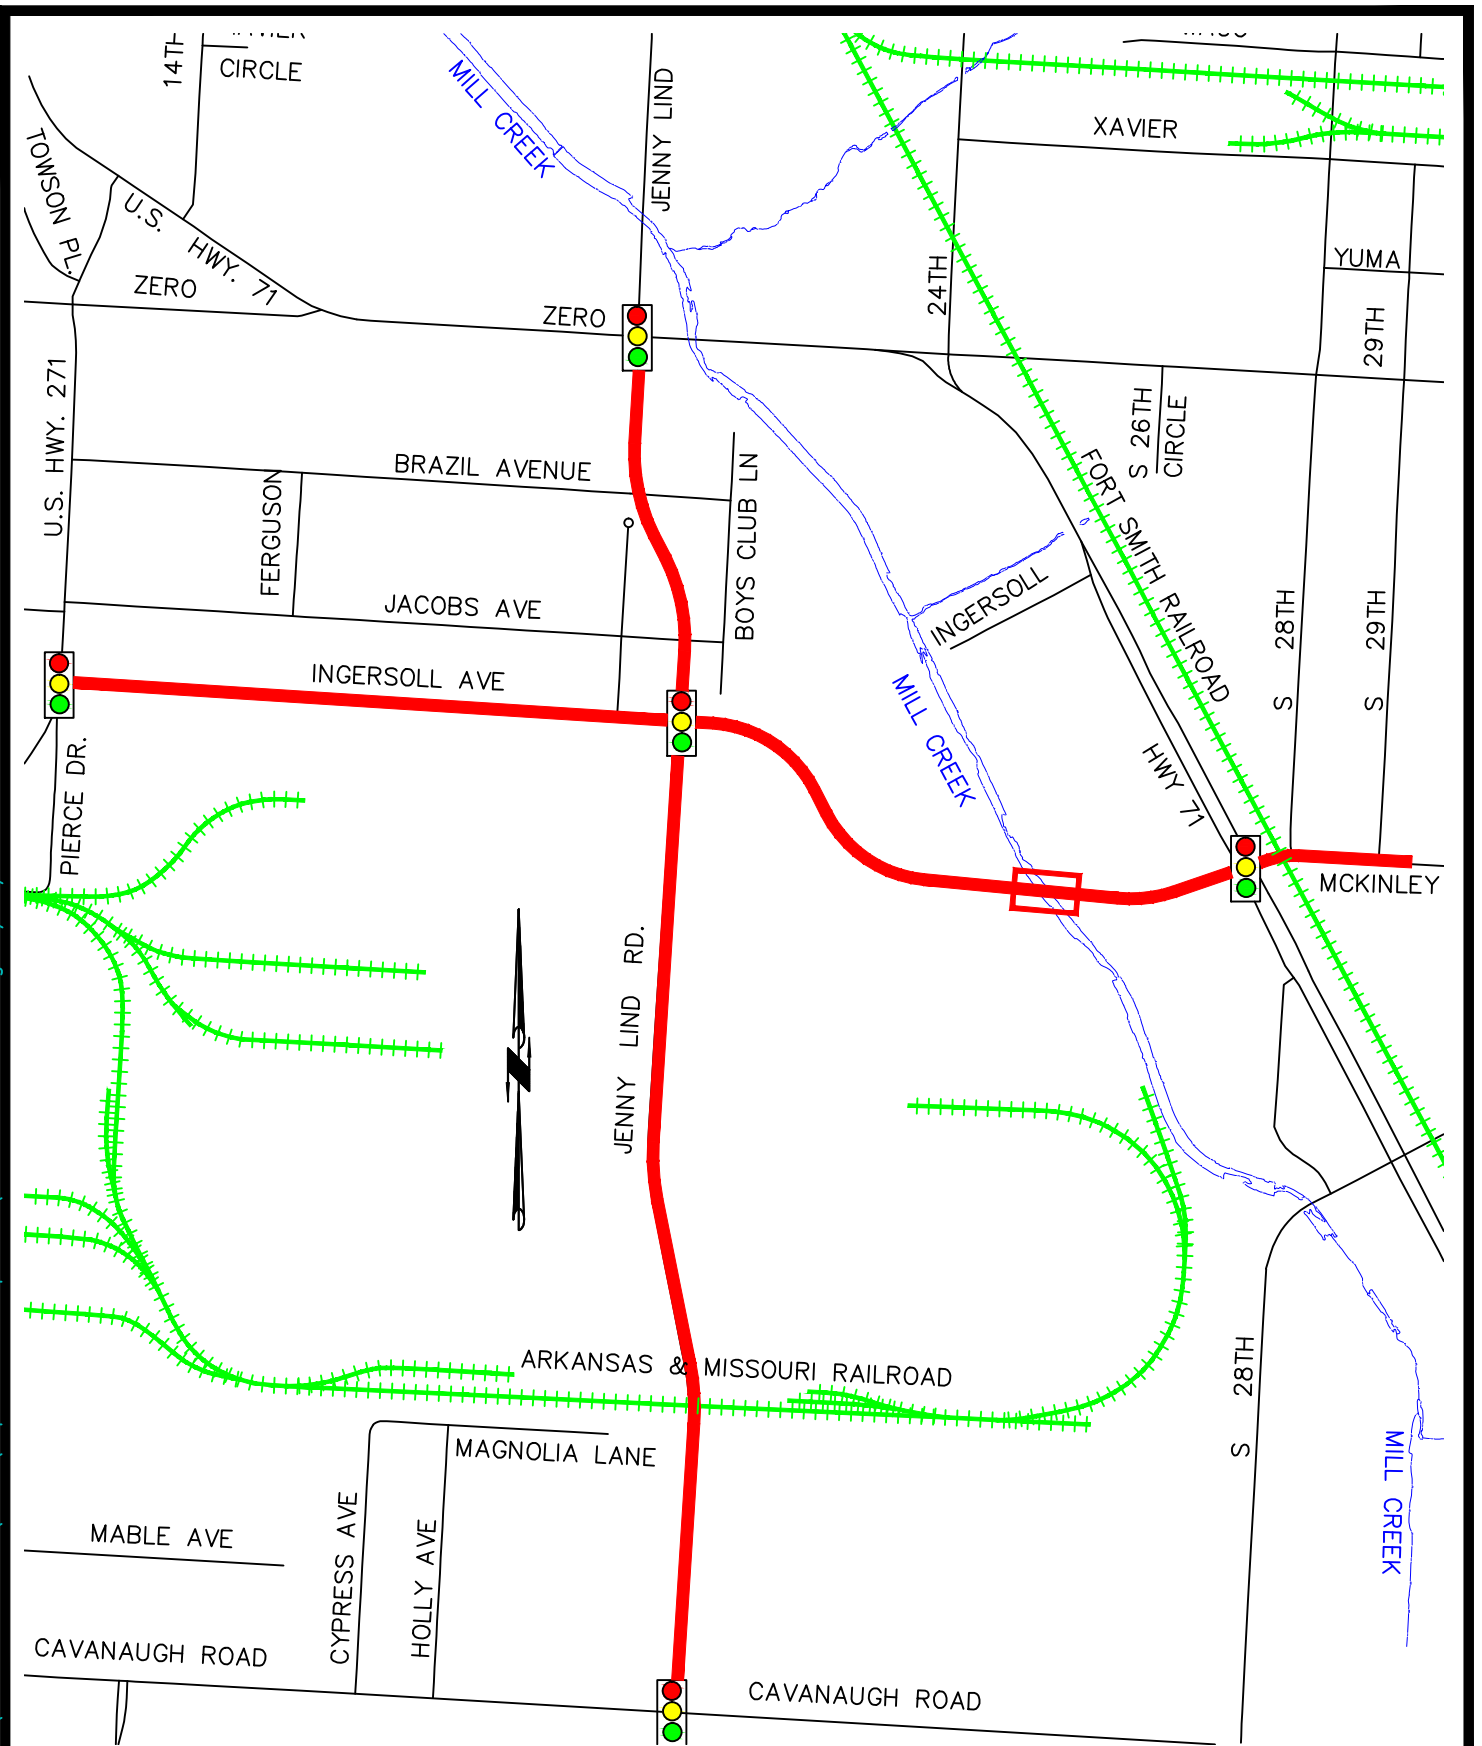 14TH
CIRCLE
MILL CREEK
JENNY LIND
XAVIER
TOWSON PL.
U.S. HWY. 71
ZERO
ZERO
24TH
YUMA
29TH
U.S. HWY. 271
BRAZIL AVENUE
FERGUSON
BOYS CLUB LN
S 26TH
CIRCLE
FORT SMITH RAILROAD
JACOBS AVE
INGERSOLL
S 28TH
S 29TH
INGERSOLL AVE
MILL CREEK
HWY 71
PIERCE DR.
MCKINLEY
JENNY LIND RD.
ARKANSAS & MISSOURI RAILROAD
S 28TH
MAGNOLIA LANE
MILL CREEK
MABLE AVE
CYPRESS AVE
HOLLY AVE
CAVANAUGH ROAD
CAVANAUGH ROAD